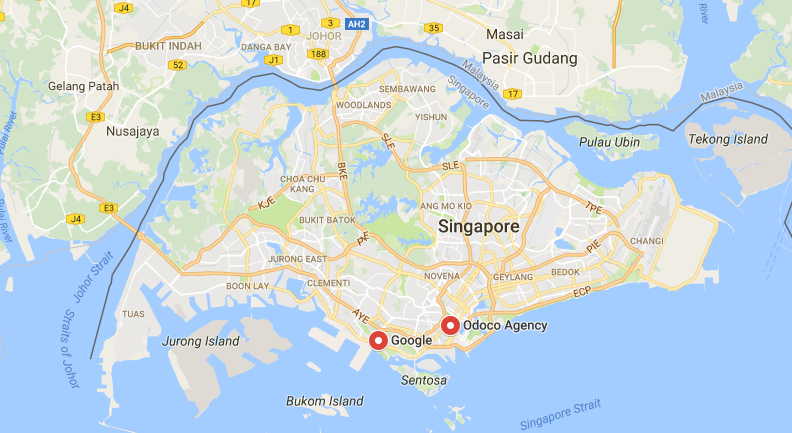 J4
3
AH2
35
Masai
River
1
JOHOR
BUKIT INDAH
DANGA BAY
188
Pasir Gudang
52
J1
Malaysia
Singapore
Gelang Patah
SEMBAWANG
17
Malaysia
WOODLANDS
E3
YISHUN
Nusajaya
Pulai River
SLE
Pulau Ubin
Tekong Island
BKE
SLE
CHOA CHU
KANG
KJE
ANG MO KIO
TPE
E3
J4
BUKIT BATOK
Singapore
Pulai River
PIE
PIE
CHANGI
JURONG EAST
NOVENA
GEYLANG
BEDOK
Johor Strait
BOON LAY
CLEMENTI
ECP
TUAS
AYE
Odoco Agency
Straits of Johor
Jurong Island
Google
Sentosa
Bukom Island
Singapore Strait